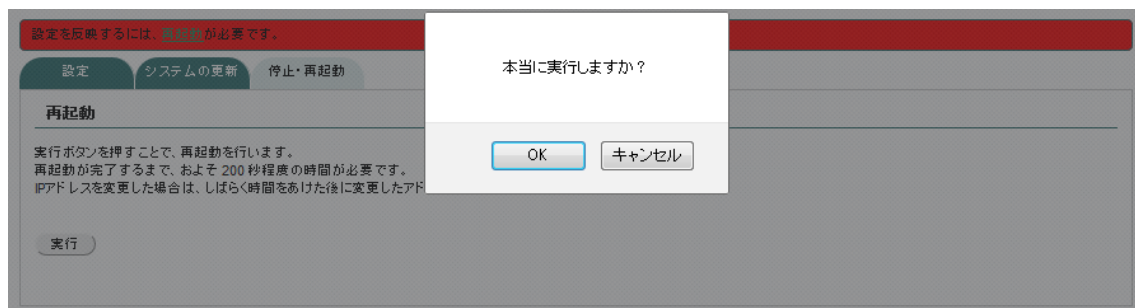 設定を反映するには、再起動が必要です。
設定 システムの更新 停止・再起動
本当に実行しますか？
再起動
OK キャンセル
実行ボタンを押すことで、再起動を行います。
再起動が完了するまで、およそ 200 秒程度の時間が必要です。
IPアドレスを変更した場合は、しばらく時間をあけた後に変更したアド
実行